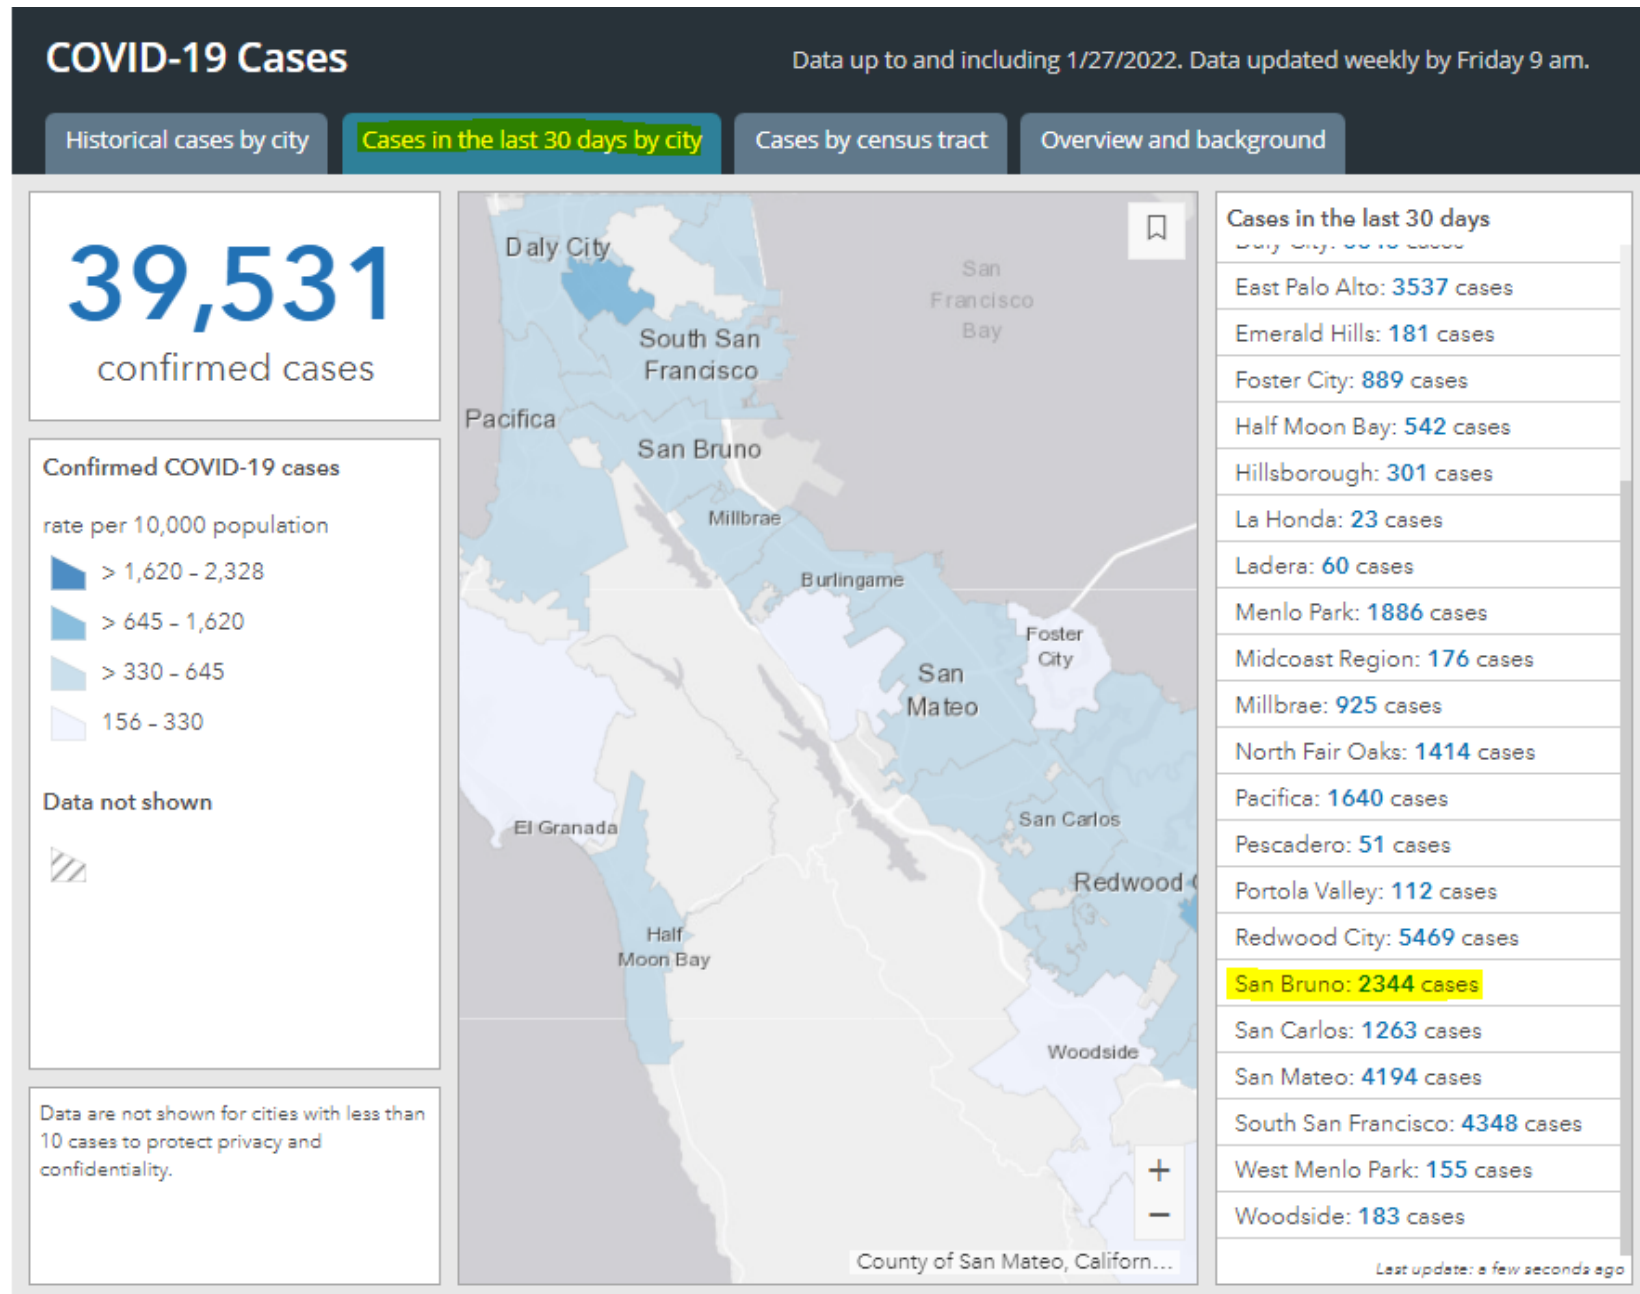 COVID-19 Cases
Data up to and including 1/27/2022. Data updated weekly by Friday 9 am.
Historical cases by city
Cases in the last 30 days by city
Cases by census tract
Overview and background
39,531
confirmed cases
Confirmed COVID-19 cases
rate per 10,000 population
> 1,620 - 2,328
> 645 - 1,620
> 330 - 645
156 - 330
Data not shown
Data are not shown for cities with less than
10 cases to protect privacy and
confidentiality.
Daly City
San
Francisco
Bay
South San
Francisco
Pacifica
San Bruno
Millbrae
Burlingame
Foster
City
San
Mateo
El Granada
San Carlos
Redwood
Half
Moon Bay
Woodside
+
−
County of San Mateo, Californ...
Cases in the last 30 days
East Palo Alto: 3537 cases
Emerald Hills: 181 cases
Foster City: 889 cases
Half Moon Bay: 542 cases
Hillsborough: 301 cases
La Honda: 23 cases
Ladera: 60 cases
Menlo Park: 1886 cases
Midcoast Region: 176 cases
Millbrae: 925 cases
North Fair Oaks: 1414 cases
Pacifica: 1640 cases
Pescadero: 51 cases
Portola Valley: 112 cases
Redwood City: 5469 cases
San Bruno: 2344 cases
San Carlos: 1263 cases
San Mateo: 4194 cases
South San Francisco: 4348 cases
West Menlo Park: 155 cases
Woodside: 183 cases
Last update: a few seconds ago